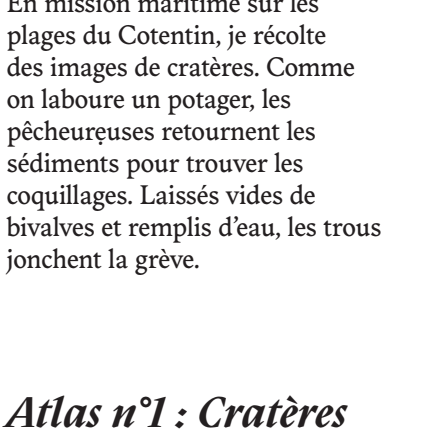 En mission maritime sur les
plages du Cotentin, je récolte
des images de cratères. Comme
on laboure un potager, les
pêcheurẹuses retournent les
sédiments pour trouver les
coquillages. Laissés vides de
bivalves et remplis d’eau, les trous
jonchent la grève.
Atlas n°1 : Cratères